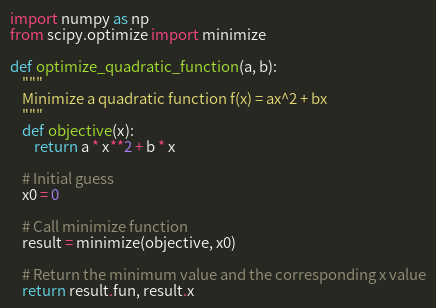 import numpy as np
from scipy.optimize import minimize

def optimize_quadratic_function(a, b):
    """
    Minimize a quadratic function f(x) = ax^2 + bx
    """
    def objective(x):
        return a * x**2 + b * x

    # Initial guess
    x0 = 0

    # Call minimize function
    result = minimize(objective, x0)

    # Return the minimum value and the corresponding x value
    return result.fun, result.x